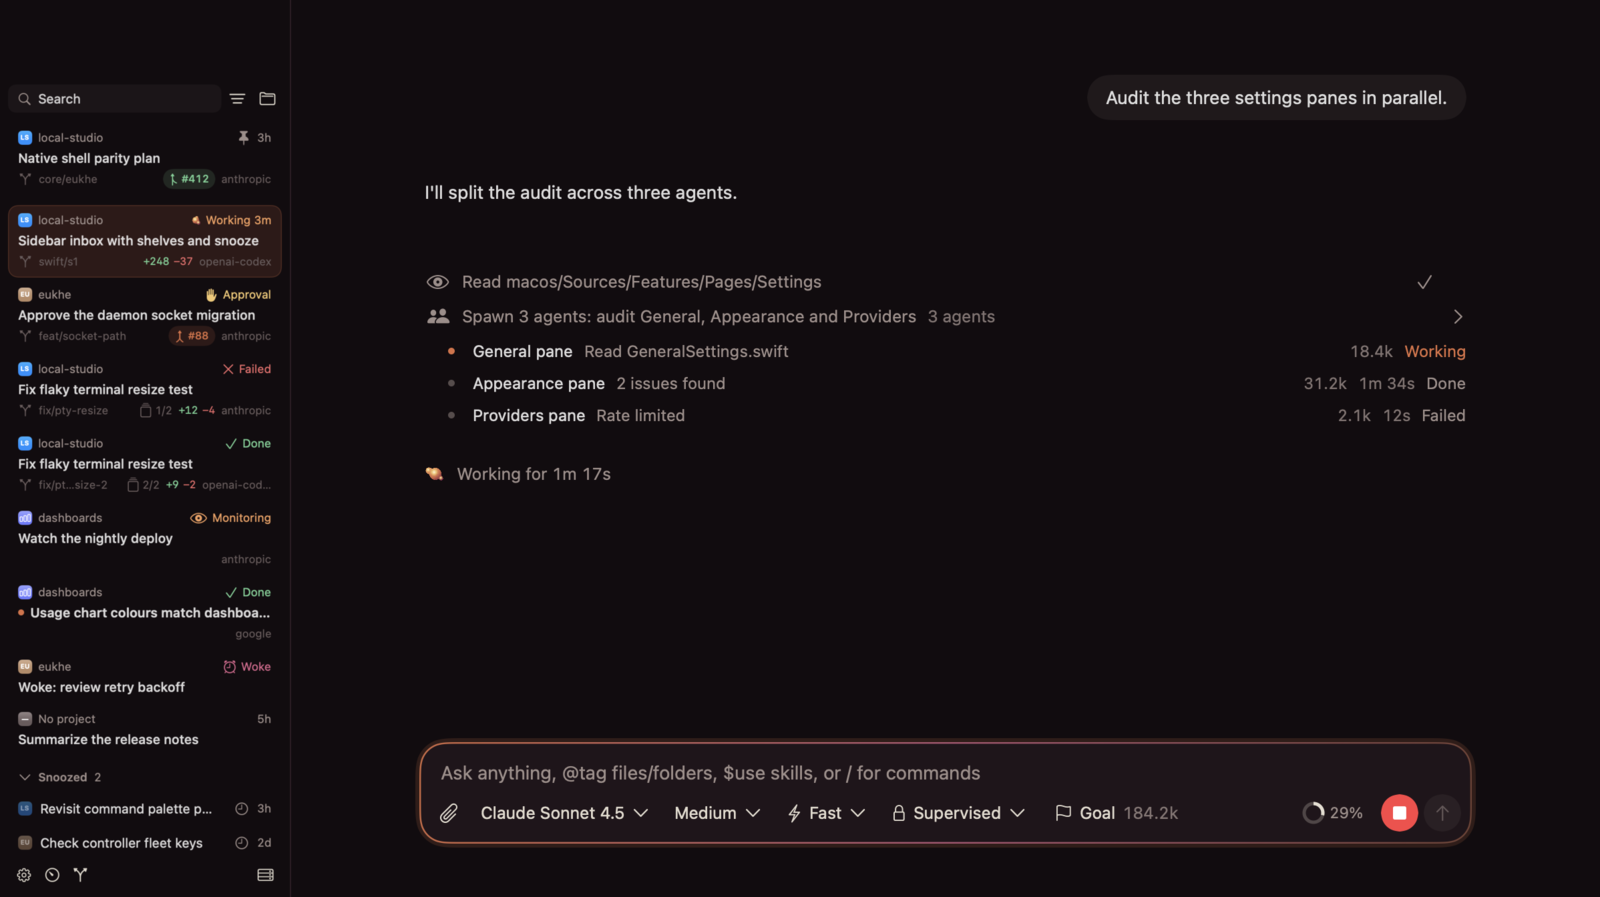 Search
local-studio 3h
Native shell parity plan
core/eukhe #412 anthropic
local-studio Working 3m
Sidebar inbox with shelves and snooze
swift/s1 +248 −37 openai-codex
eukhe Approval
Approve the daemon socket migration
feat/socket-path #88 anthropic
local-studio Failed
Fix flaky terminal resize test
fix/pty-resize 1/2 +12 −4 anthropic
local-studio Done
Fix flaky terminal resize test
fix/pt...size-2 2/2 +9 −2 openai-cod...
dashboards Monitoring
Watch the nightly deploy
anthropic
dashboards Done
Usage chart colours match dashboa...
google
eukhe Woke
Woke: review retry backoff
No project 5h
Summarize the release notes
Snoozed 2
LS Revisit command palette p... 3h
EU Check controller fleet keys 2d
Audit the three settings panes in parallel.
I'll split the audit across three agents.
Read macos/Sources/Features/Pages/Settings
Spawn 3 agents: audit General, Appearance and Providers 3 agents
General pane Read GeneralSettings.swift 18.4k Working
Appearance pane 2 issues found 31.2k 1m 34s Done
Providers pane Rate limited 2.1k 12s Failed
Working for 1m 17s
Ask anything, @tag files/folders, $use skills, or / for commands
Claude Sonnet 4.5 Medium Fast Supervised Goal 184.2k 29%